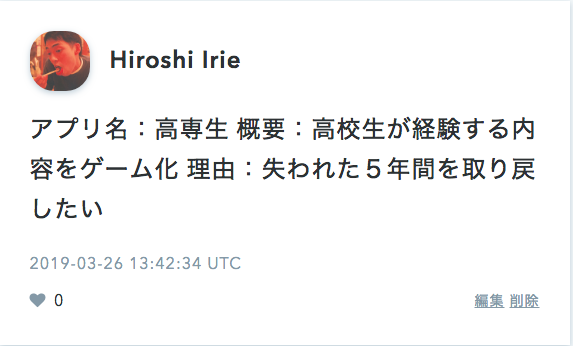 Hiroshi Irie
アプリ名：高専生 概要：高校生が経験する内
容をゲーム化 理由：失われた５年間を取り戻
したい
2019-03-26 13:42:34 UTC
0
編集 削除